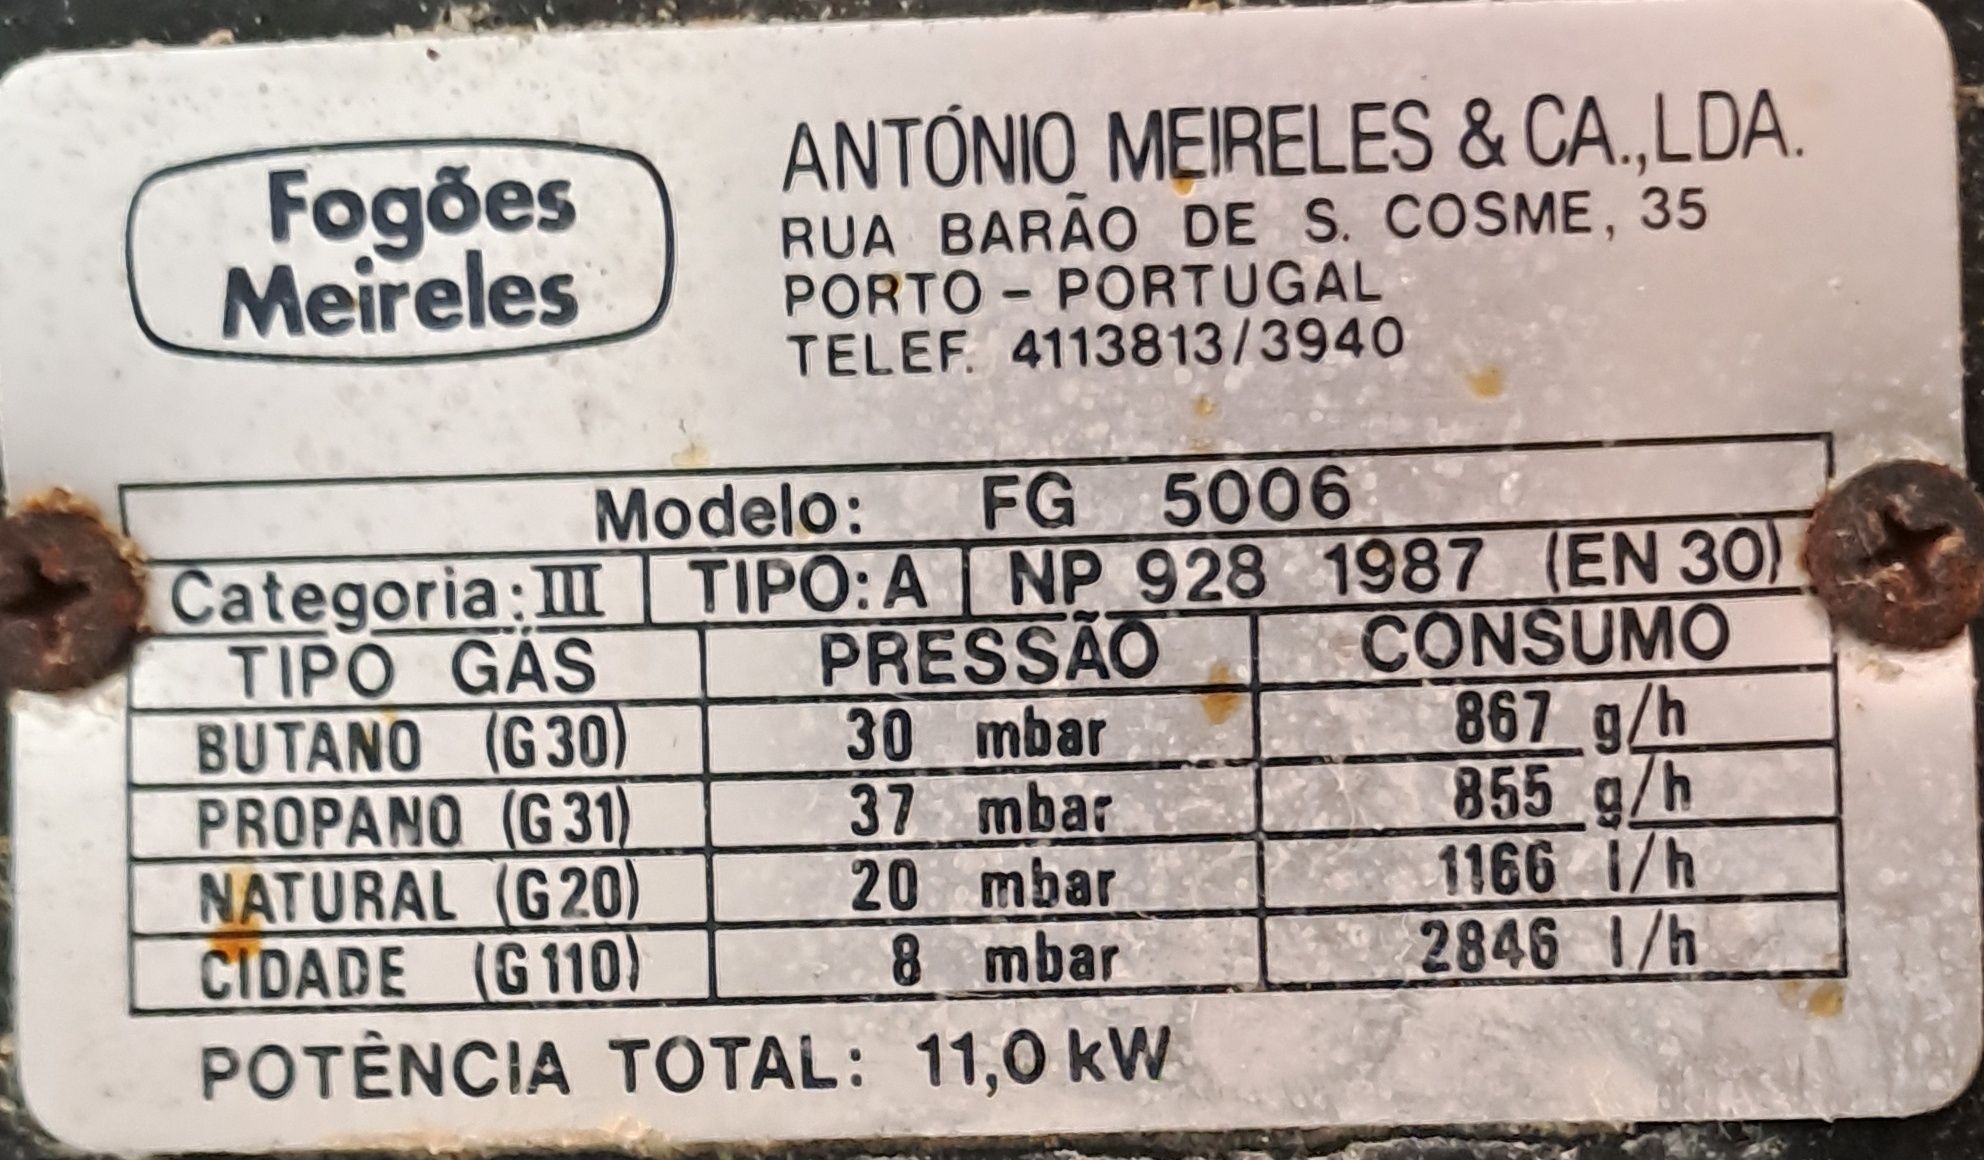 Fogões
Meireles
ANTÓNIO MEIRELES & CA.,LDA.
RUA BARÃO DE S. COSME, 35
PORTO - PORTUGAL
TELEF. 4113813/3940
Modelo: FG 5006
Categoria: III TIPO: A NP 928 1987 (EN 30)
TIPO GÁS PRESSÃO CONSUMO
BUTANO (G30) 30 mbar 867 g/h
PROPANO (G31) 37 mbar 855 g/h
NATURAL (G20) 20 mbar 1166 l/h
CIDADE (G110) 8 mbar 2846 l/h
POTÊNCIA TOTAL: 11,0 kW